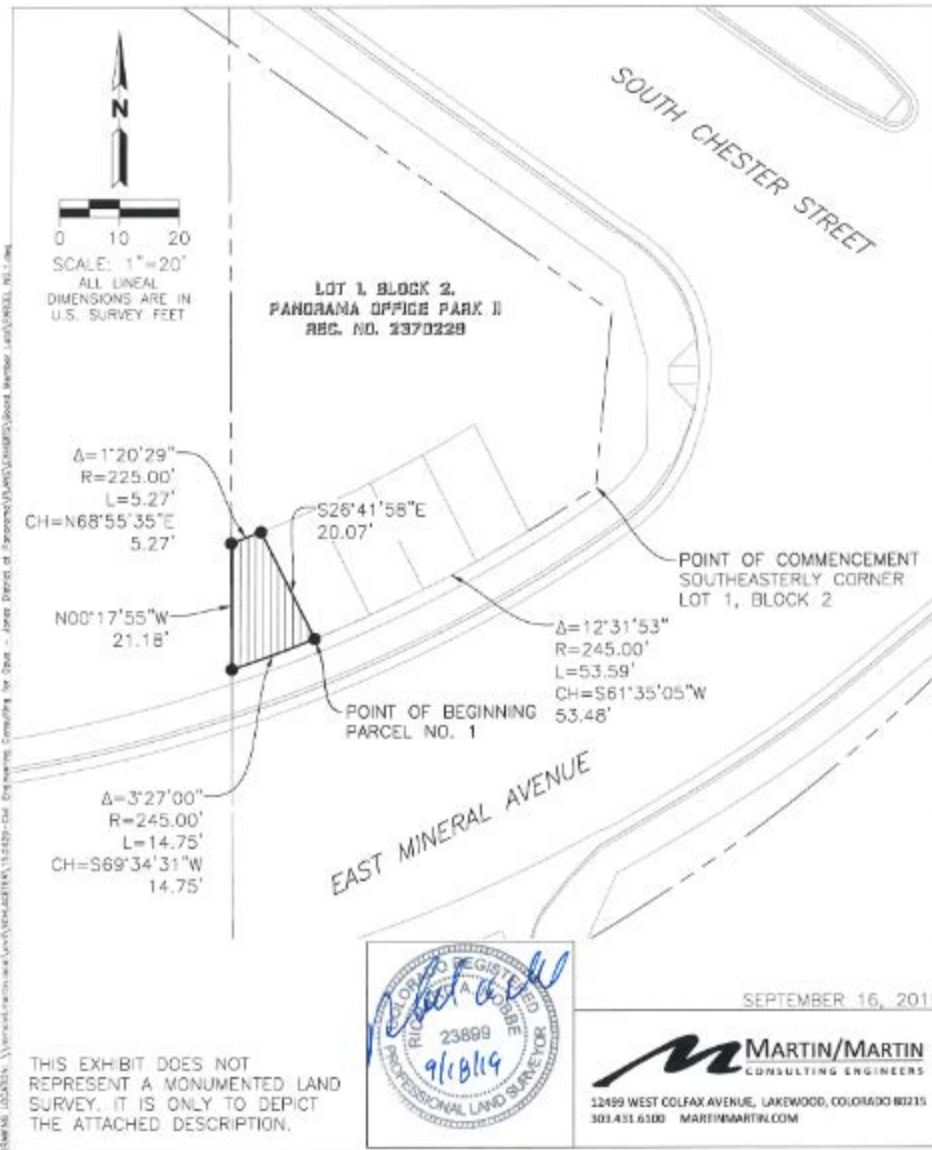 N
0 10 20
SCALE: 1"=20'
ALL LINEAR
DIMENSIONS ARE IN
U.S. SURVEY FEET
SOUTH CHESTER STREET
LOT 1, BLOCK 2,
PANORAMA OFFICE PARK II
REC. NO. 2370229
Δ=1°20'29"
R=225.00'
L=5.27'
CH=N68°55'35"E
5.27'
S26°41'58"E
20.07'
N00°17'55"W
21.18'
POINT OF COMMENCEMENT
SOUTHEASTERLY CORNER
LOT 1, BLOCK 2
Δ=12°31'53"
R=245.00'
L=53.59'
CH=S61°35'05"W
53.48'
POINT OF BEGINNING
PARCEL NO. 1
Δ=3°27'00"
R=245.00'
L=14.75'
CH=S69°34'31"W
14.75'
EAST MINERAL AVENUE
THIS EXHIBIT DOES NOT
REPRESENT A MONUMENTED LAND
SURVEY. IT IS ONLY TO DEPICT
THE ATTACHED DESCRIPTION.
COLORADO REGISTERED
A.
23899
9/18/19
PROFESSIONAL LAND SURVEYOR
SEPTEMBER 16, 201
MARTIN/MARTIN
CONSULTING ENGINEERS
12499 WEST COLFAX AVENUE, LAKEWOOD, COLORADO 80215
303.431.6100 MARTINMARTIN.COM